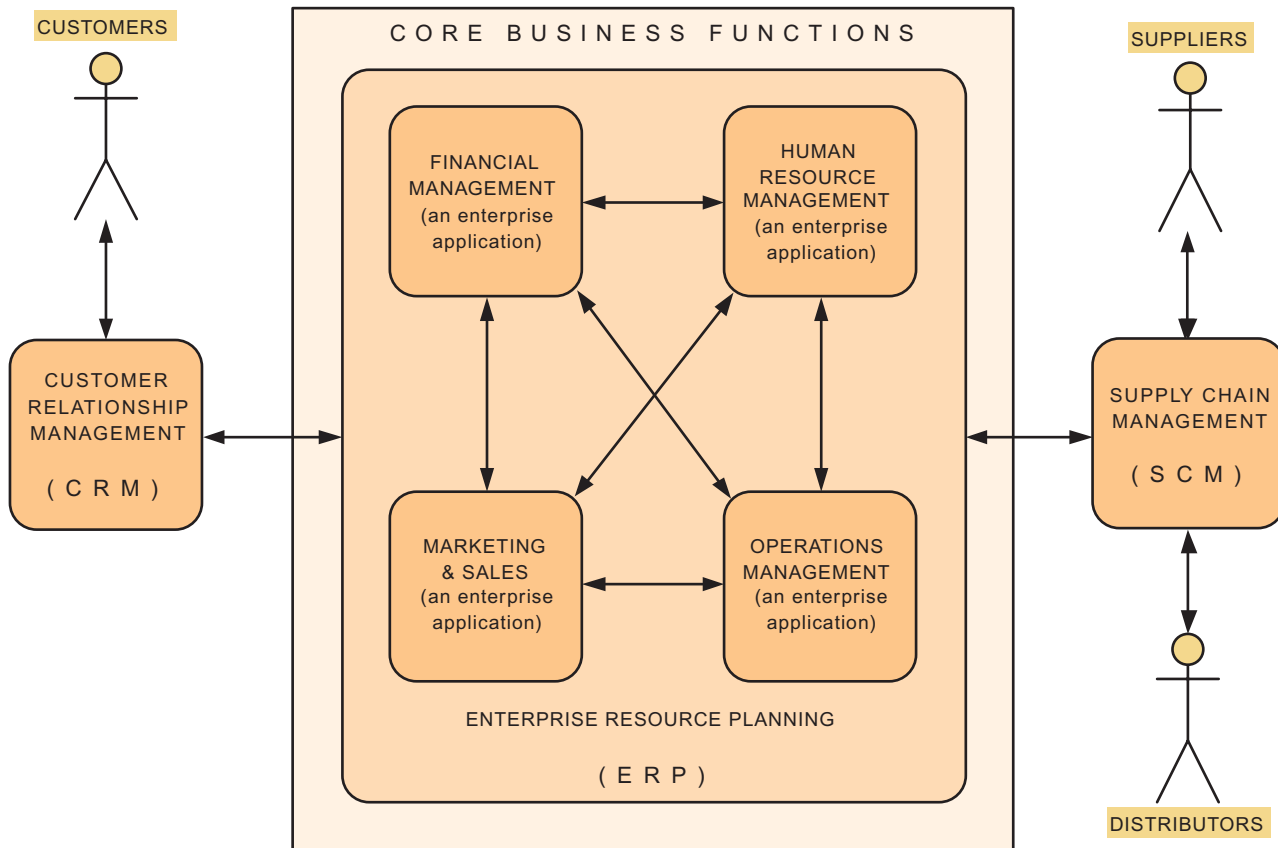 CUSTOMERS
CORE BUSINESS FUNCTIONS
SUPPLIERS
FINANCIAL
MANAGEMENT
(an enterprise
application)
HUMAN
RESOURCE
MANAGEMENT
(an enterprise
application)
CUSTOMER
RELATIONSHIP
MANAGEMENT
(CRM)
SUPPLY CHAIN
MANAGEMENT
(SCM)
MARKETING
& SALES
(an enterprise
application)
OPERATIONS
MANAGEMENT
(an enterprise
application)
ENTERPRISE RESOURCE PLANNING
(ERP)
DISTRIBUTORS